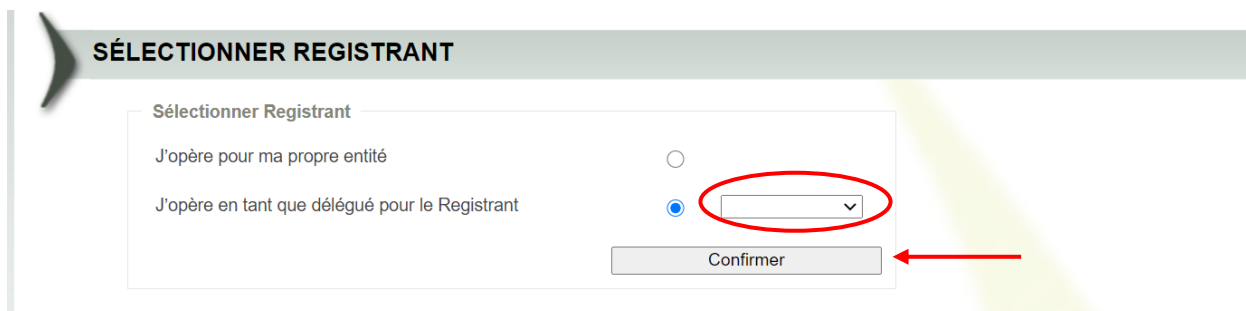 SÉLECTIONNER REGISTRANT
Sélectionner Registrant
J'opère pour ma propre entité
J'opère en tant que délégué pour le Registrant
Confirmer